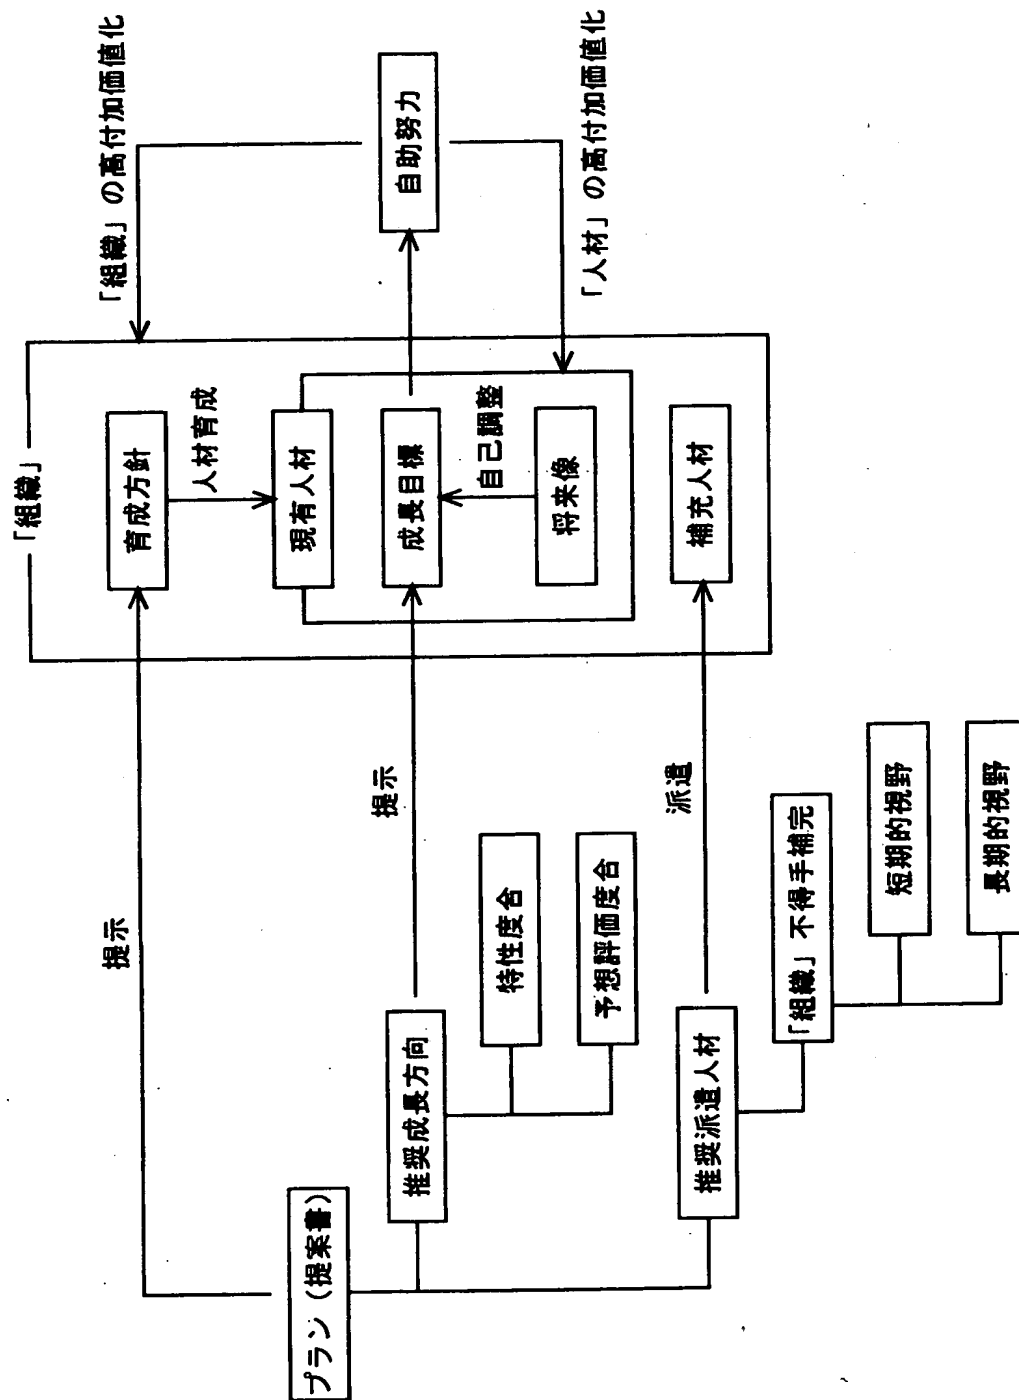 プラン（提案書）
提示
推奨成長方向
特性度合
予想評価度合
提示
推奨派遣人材
「組織」不得手補完
短期的視野
長期的視野
派遣
「組織」
育成方針
人材育成
現有人材
成長目標
自己調整
将来像
補充人材
自助努力
「組織」の高付加価値化
「人材」の高付加価値化